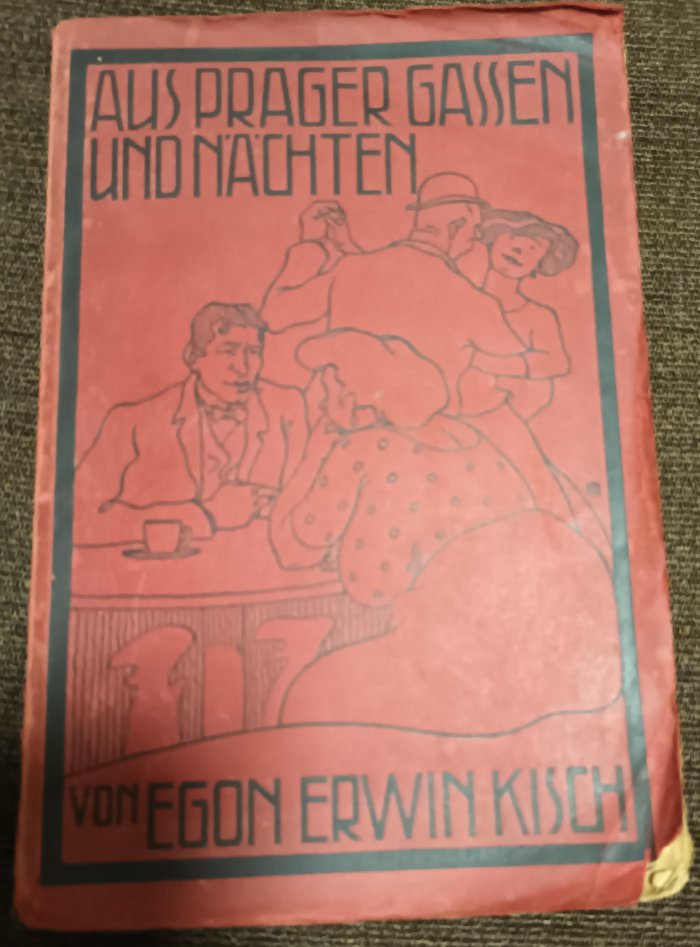 AUS PRAGER GASSEN
UND NÄCHTEN
VON EGON ERWIN KISCH